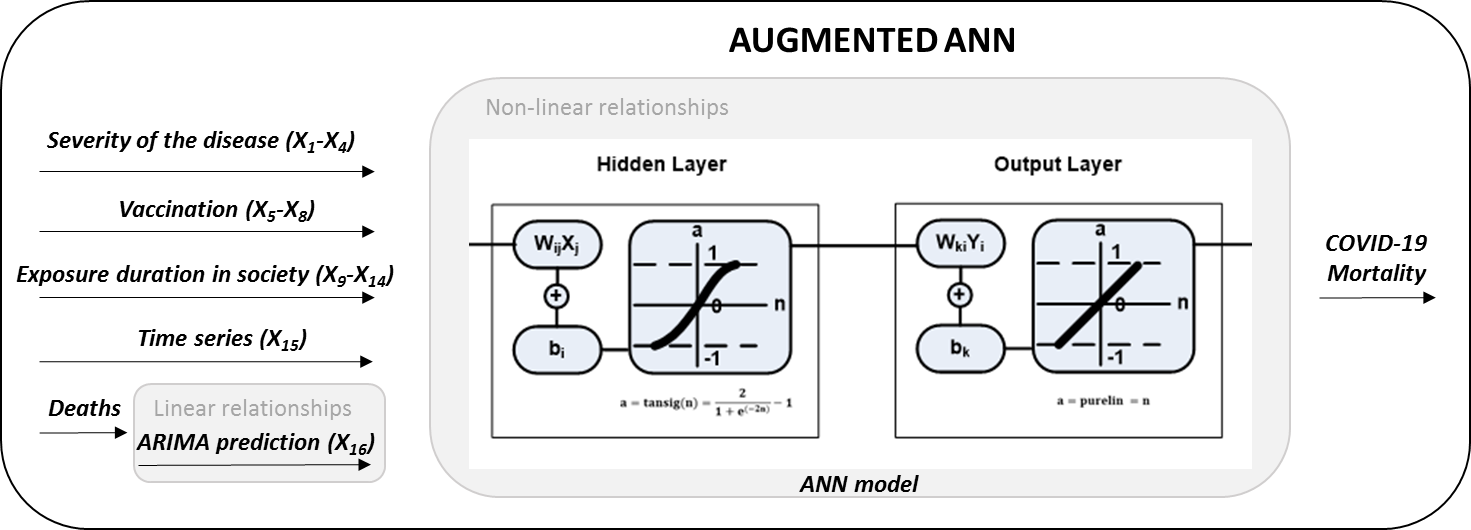 AUGMENTED ANN
Non-linear relationships
Severity of the disease (X₁-X₄)
Vaccination (X₅-X₈)
Exposure duration in society (X₉-X₁₄)
Time series (X₁₅)
Deaths
Linear relationships
ARIMA prediction (X₁₆)
Hidden Layer
WᵢⱼXⱼ
+
bᵢ
a
1
0
n
-1
a = tansig(n) = 2 / (1 + e^(-2n)) - 1
Output Layer
WₖᵢYᵢ
+
bₖ
a
1
0
n
-1
a = purelin = n
ANN model
COVID-19
Mortality